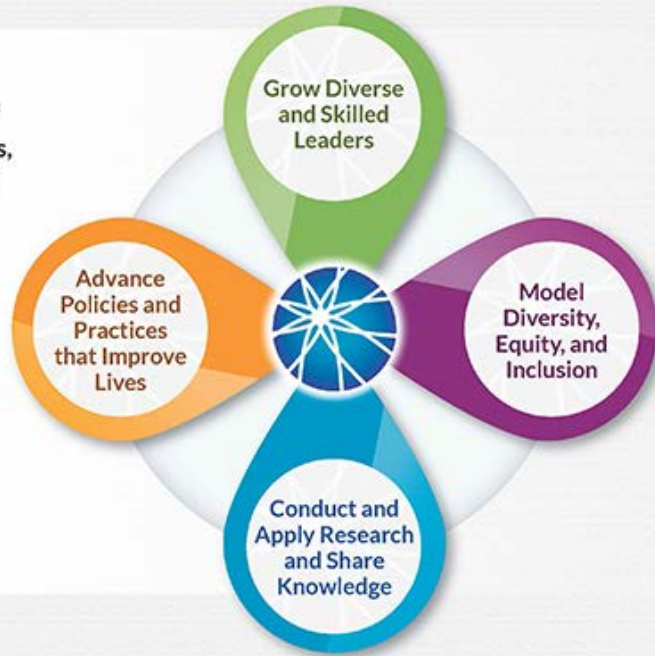 s,
Grow Diverse
and Skilled
Leaders
Advance
Policies and
Practices
that Improve
Lives
Model
Diversity,
Equity, and
Inclusion
Conduct and
Apply Research
and Share
Knowledge